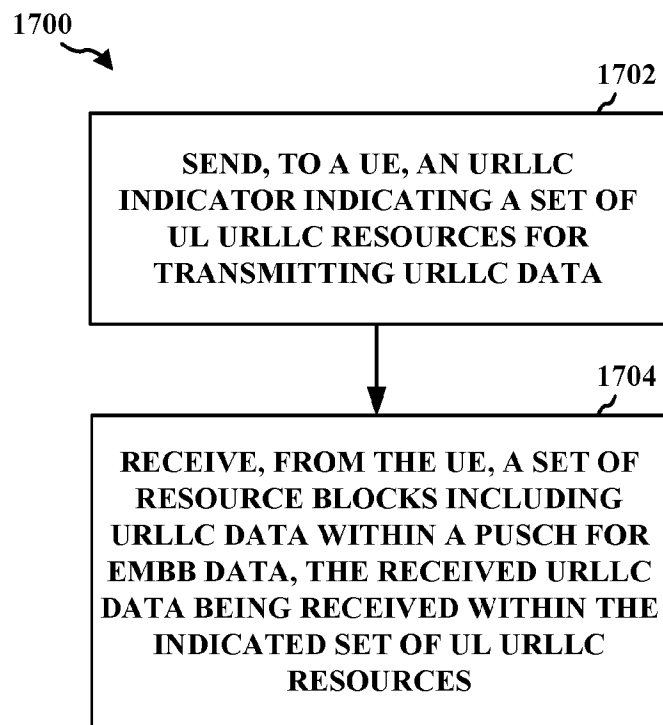 1700
1702
SEND, TO A UE, AN URLLC
INDICATOR INDICATING A SET OF
UL URLLC RESOURCES FOR
TRANSMITTING URLLC DATA
1704
RECEIVE, FROM THE UE, A SET OF
RESOURCE BLOCKS INCLUDING
URLLC DATA WITHIN A PUSCH FOR
EMBB DATA, THE RECEIVED URLLC
DATA BEING RECEIVED WITHIN THE
INDICATED SET OF UL URLLC
RESOURCES